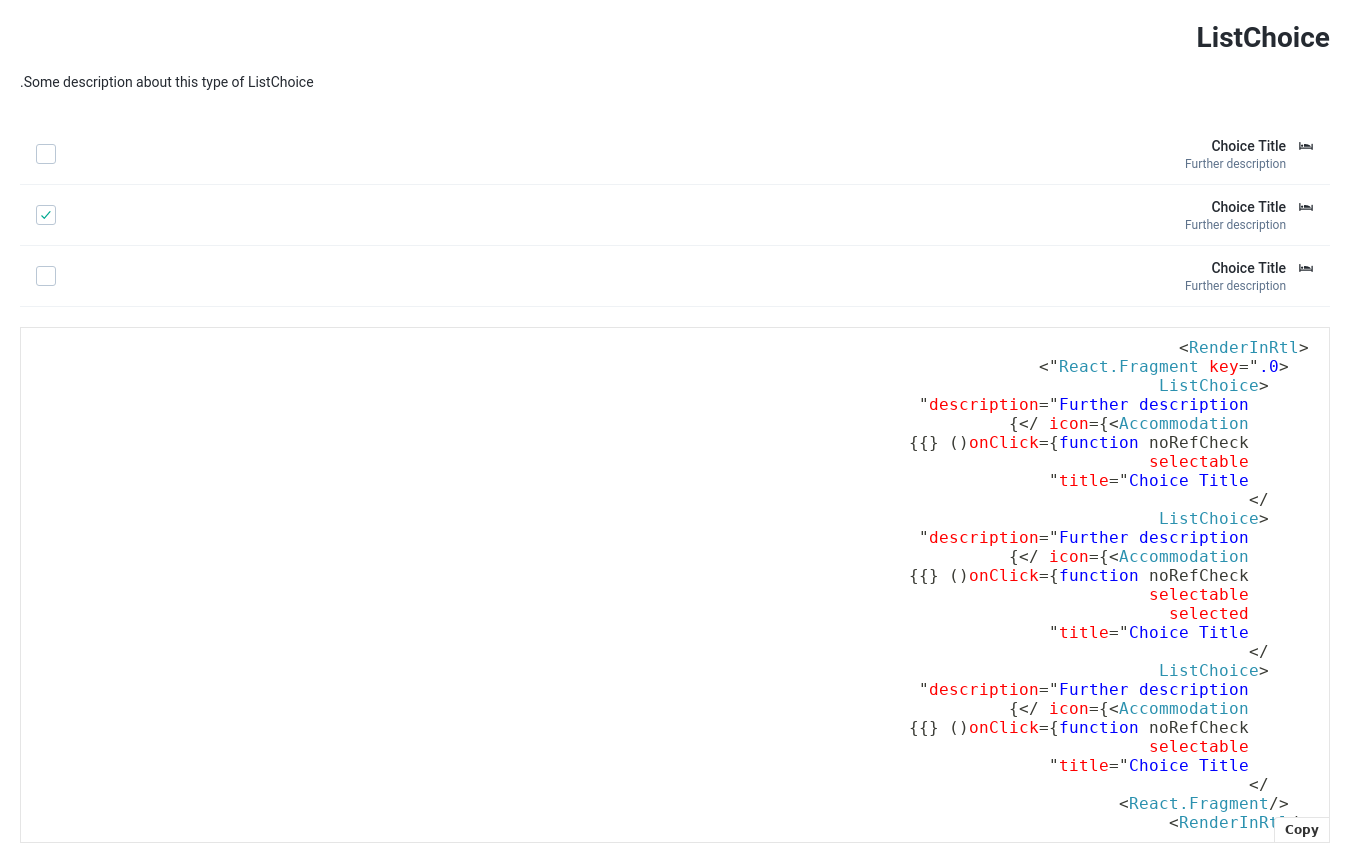 ListChoice
.Some description about this type of ListChoice
Choice Title
Further description
Choice Title
Further description
Choice Title
Further description
<RenderInRtl>
<"React.Fragment key=".0>
ListChoice>
"description="Further description
{</ icon={<Accommodation
{{} ()onClick={function noRefCheck
selectable
"title="Choice Title
</
ListChoice>
"description="Further description
{</ icon={<Accommodation
{{} ()onClick={function noRefCheck
selectable
selected
"title="Choice Title
</
ListChoice>
"description="Further description
{</ icon={<Accommodation
{{} ()onClick={function noRefCheck
selectable
"title="Choice Title
</
<React.Fragment/>
<RenderInRtl
Copy